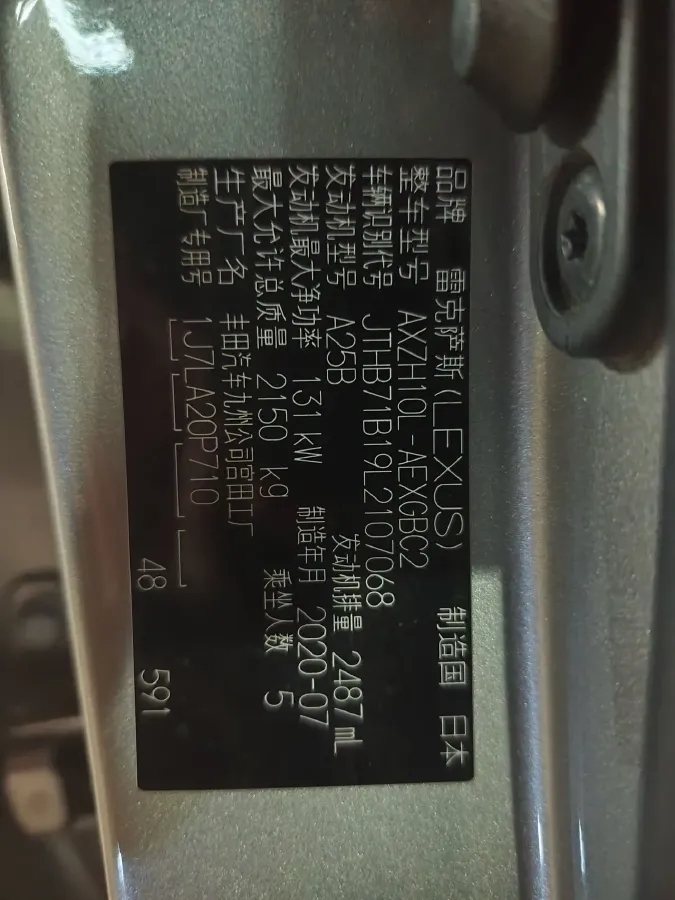 品牌 雷克萨斯(LEXUS) 制造国 日本
整车型号 AXZH10L-AEXGBC2
车辆识别代号 JTHB71B19L2107068
发动机型号 A25B 发动机排量 2487 mL
发动机最大净功率 131 kW 制造年月 2020-07
最大允许总质量 2150 kg 乘坐人数 5
生产厂名 丰田汽车九州公司宫田工厂
制造厂专用号 1J7LA20P710
48 591